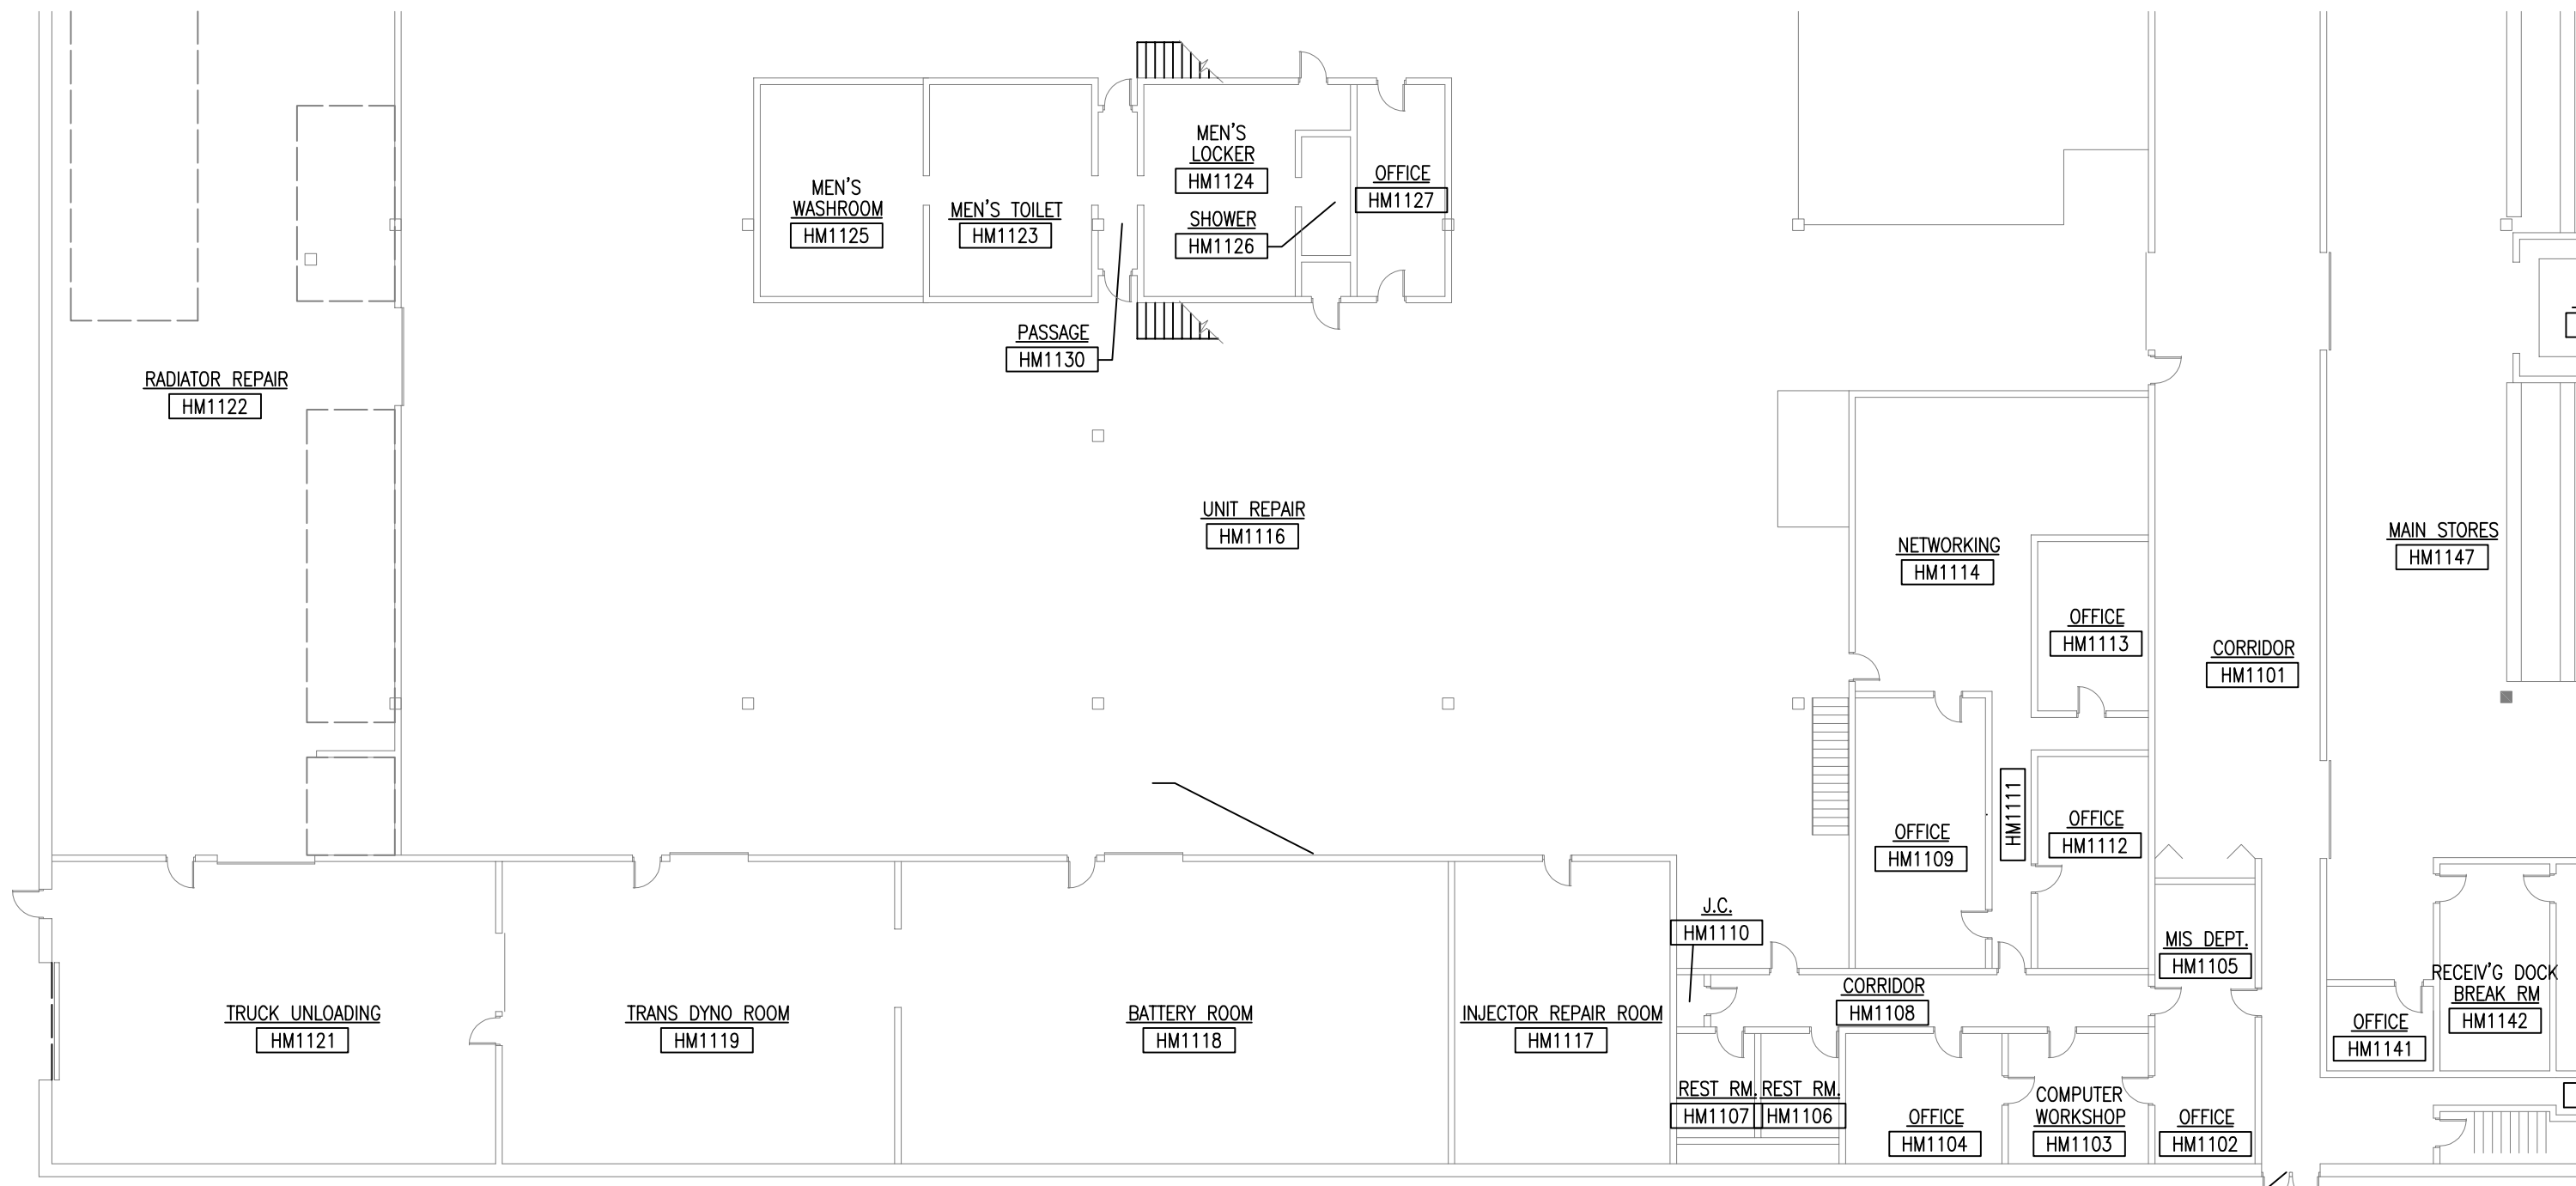 MEN'S
LOCKER
HM1124
OFFICE
HM1127
MEN'S
WASHROOM
HM1125
MEN'S TOILET
HM1123
SHOWER
HM1126
PASSAGE
HM1130
RADIATOR REPAIR
HM1122
UNIT REPAIR
HM1116
NETWORKING
HM1114
MAIN STORES
HM1147
OFFICE
HM1113
CORRIDOR
HM1101
HM1111
OFFICE
HM1109
OFFICE
HM1112
J.C.
HM1110
MIS DEPT.
HM1105
RECEIV'G DOCK
BREAK RM
HM1142
TRUCK UNLOADING
HM1121
TRANS DYNO ROOM
HM1119
BATTERY ROOM
HM1118
INJECTOR REPAIR ROOM
HM1117
CORRIDOR
HM1108
OFFICE
HM1141
REST RM.
HM1107
REST RM.
HM1106
OFFICE
HM1104
COMPUTER
WORKSHOP
HM1103
OFFICE
HM1102